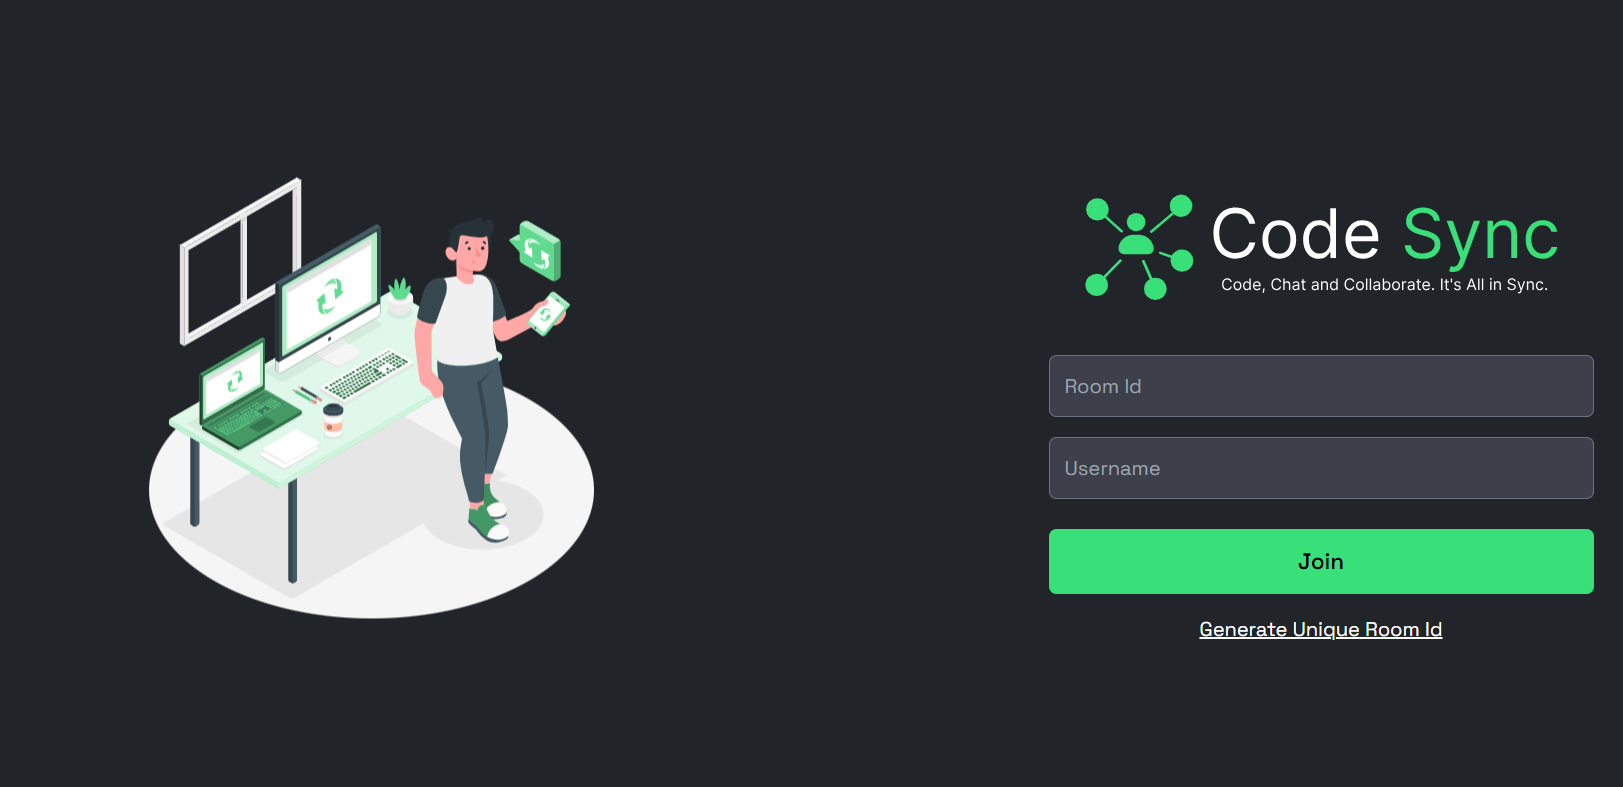 Code Sync
Code, Chat and Collaborate. It's All in Sync.
Room Id
Username
Join
Generate Unique Room Id